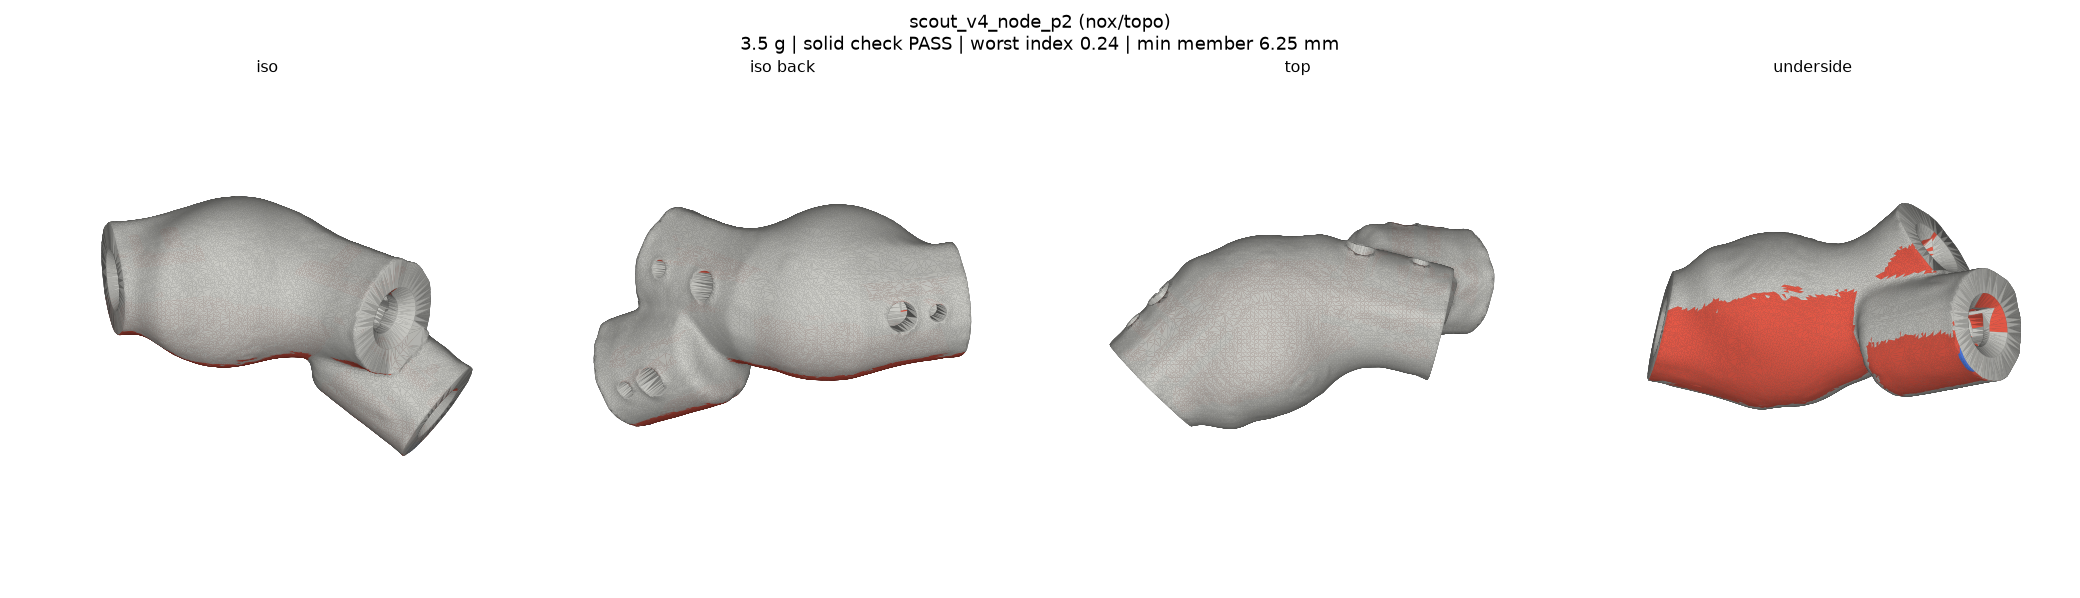 scout_v4_node_p2 (nox/topo)
3.5 g | solid check PASS | worst index 0.24 | min member 6.25 mm
iso
iso back
top
underside